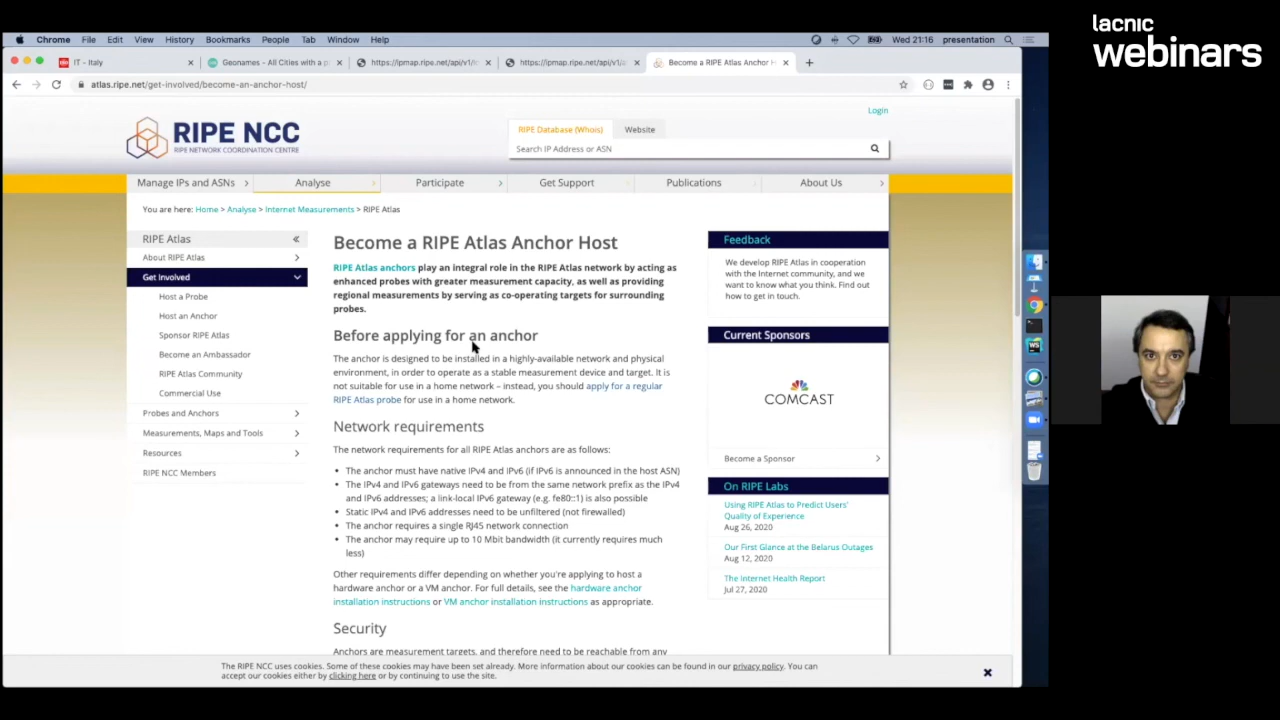 lacnic
webinars
Chrome File Edit View History Bookmarks People Tab Window Help
Wed 21:16 presentation
IT - Italy
Geonames - All Cities with a p
https://ipmap.ripe.net/api/v1/
https://ipmap.ripe.net/api/v1/
Become a RIPE Atlas Anchor H
atlas.ripe.net/get-involved/become-an-anchor-host/
Login
RIPE NCC
RIPE NETWORK COORDINATION CENTRE
RIPE Database (Whois) Website
Search IP Address or ASN
Manage IPs and ASNs Analyse Participate Get Support Publications About Us
You are here: Home > Analyse > Internet Measurements > RIPE Atlas
RIPE Atlas
About RIPE Atlas
Get Involved
Host a Probe
Host an Anchor
Sponsor RIPE Atlas
Become an Ambassador
RIPE Atlas Community
Commercial Use
Probes and Anchors
Measurements, Maps and Tools
Resources
RIPE NCC Members
Become a RIPE Atlas Anchor Host
RIPE Atlas anchors play an integral role in the RIPE Atlas network by acting as
enhanced probes with greater measurement capacity, as well as providing
regional measurements by serving as co-operating targets for surrounding
probes.
Before applying for an anchor
The anchor is designed to be installed in a highly-available network and physical
environment, in order to operate as a stable measurement device and target. It is
not suitable for use in a home network – instead, you should apply for a regular
RIPE Atlas probe for use in a home network.
Network requirements
The network requirements for all RIPE Atlas anchors are as follows:
• The anchor must have native IPv4 and IPv6 (if IPv6 is announced in the host ASN)
• The IPv4 and IPv6 gateways need to be from the same network prefix as the IPv4
and IPv6 addresses; a link-local IPv6 gateway (e.g. fe80::1) is also possible
• Static IPv4 and IPv6 addresses need to be unfiltered (not firewalled)
• The anchor requires a single RJ45 network connection
• The anchor may require up to 10 Mbit bandwidth (it currently requires much
less)
Other requirements differ depending on whether you're applying to host a
hardware anchor or a VM anchor. For full details, see the hardware anchor
installation instructions or VM anchor installation instructions as appropriate.
Security
Anchors are measurement targets, and therefore need to be reachable from any
Feedback
We develop RIPE Atlas in cooperation
with the Internet community, and we
want to know what you think. Find out
how to get in touch.
Current Sponsors
COMCAST
Become a Sponsor
On RIPE Labs
Using RIPE Atlas to Predict Users'
Quality of Experience
Aug 26, 2020
Our First Glance at the Belarus Outages
Aug 12, 2020
The Internet Health Report
Jul 27, 2020
The RIPE NCC uses cookies. Some of these cookies may have been set already. More information about our cookies can be found in our privacy policy. You
can accept our cookies either by clicking here or by continuing to use the site.